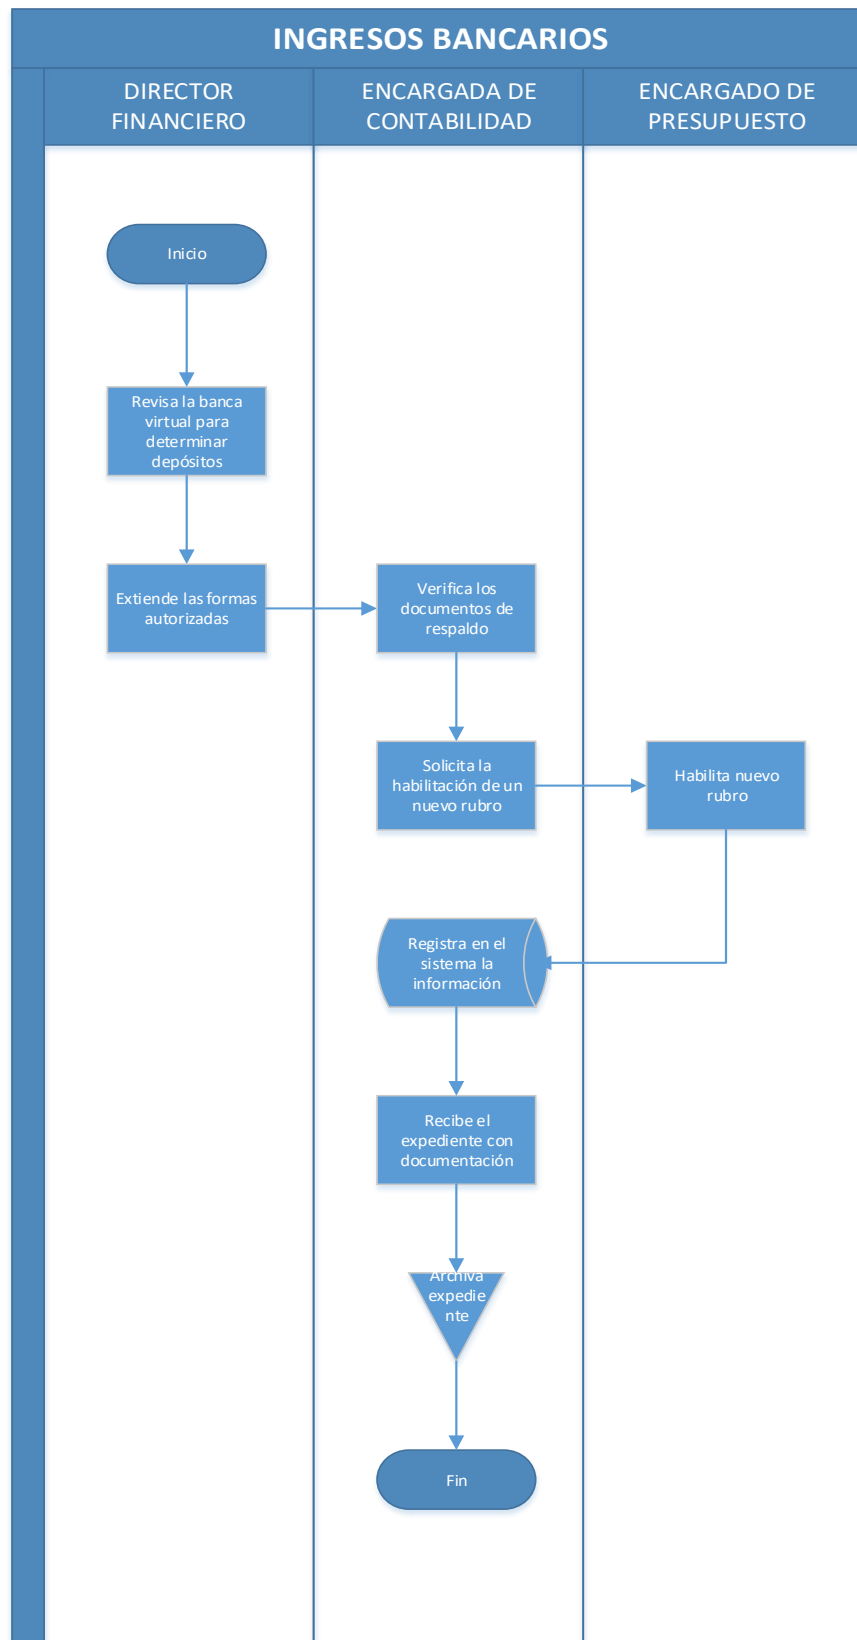 INGRESOS BANCARIOS
DIRECTOR
FINANCIERO
ENCARGADA DE
CONTABILIDAD
ENCARGADO DE
PRESUPUESTO
Inicio
Revisa la banca
virtual para
determinar
depósitos
Extiende las formas
autorizadas
Verifica los
documentos de
respaldo
Solicita la
habilitación de un
nuevo rubro
Habilita nuevo
rubro
Registra en el
sistema la
información
Recibe el
expediente con
documentación
Archiva
expedie
nte
Fin